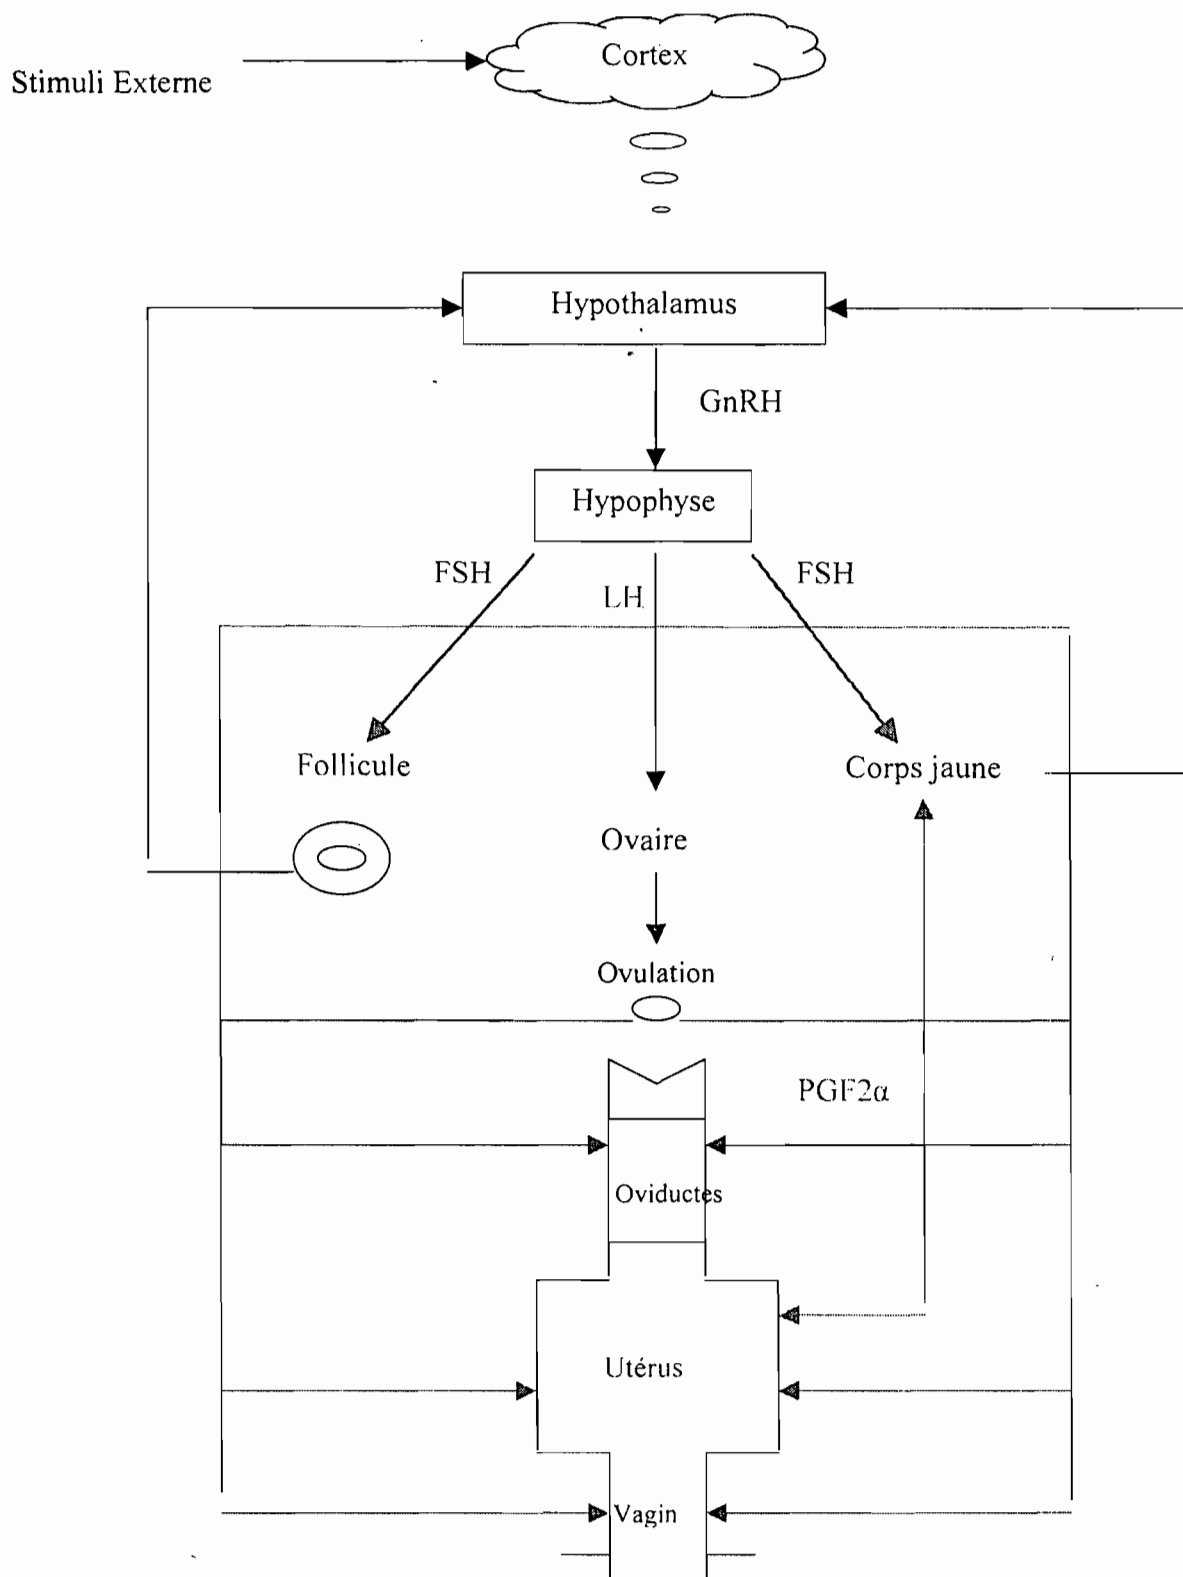 Cortex
Stimuli Externe
Hypothalamus
GnRH
Hypophyse
FSH
LH
FSH
Follicule
Corps jaune
Ovaire
Ovulation
PGF2α
Oviductes
Utérus
Vagin